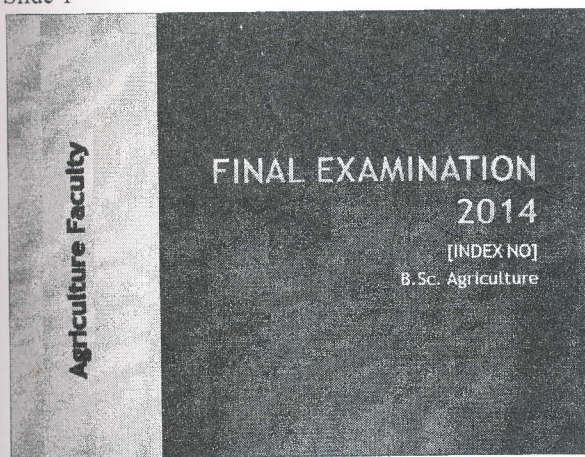 Slide 1
Agriculture Faculty
FINAL EXAMINATION
2014
[INDEX NO]
B.Sc. Agriculture